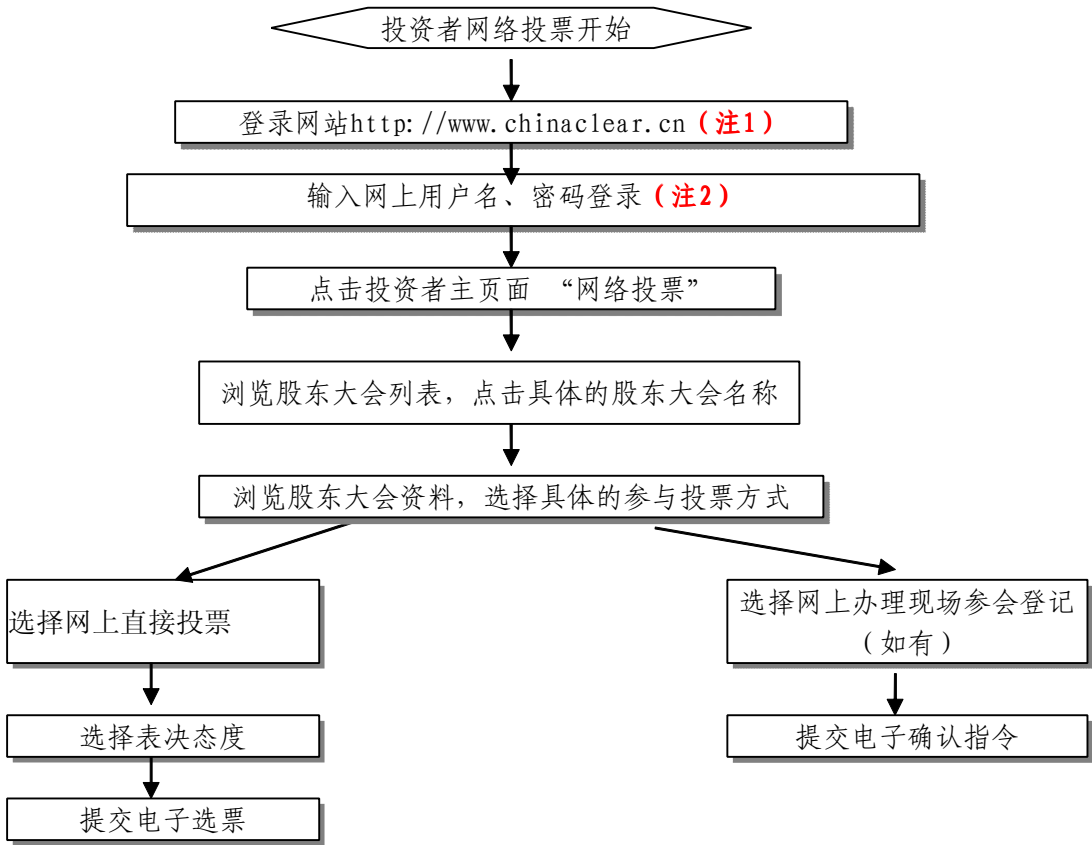 投资者网络投票开始
登录网站http://www.chinaclear.cn（注1）
输入网上用户名、密码登录（注2）
点击投资者主页面 “网络投票”
浏览股东大会列表，点击具体的股东大会名称
浏览股东大会资料，选择具体的参与投票方式
选择网上直接投票
选择表决态度
提交电子选票
选择网上办理现场参会登记
（如有）
提交电子确认指令